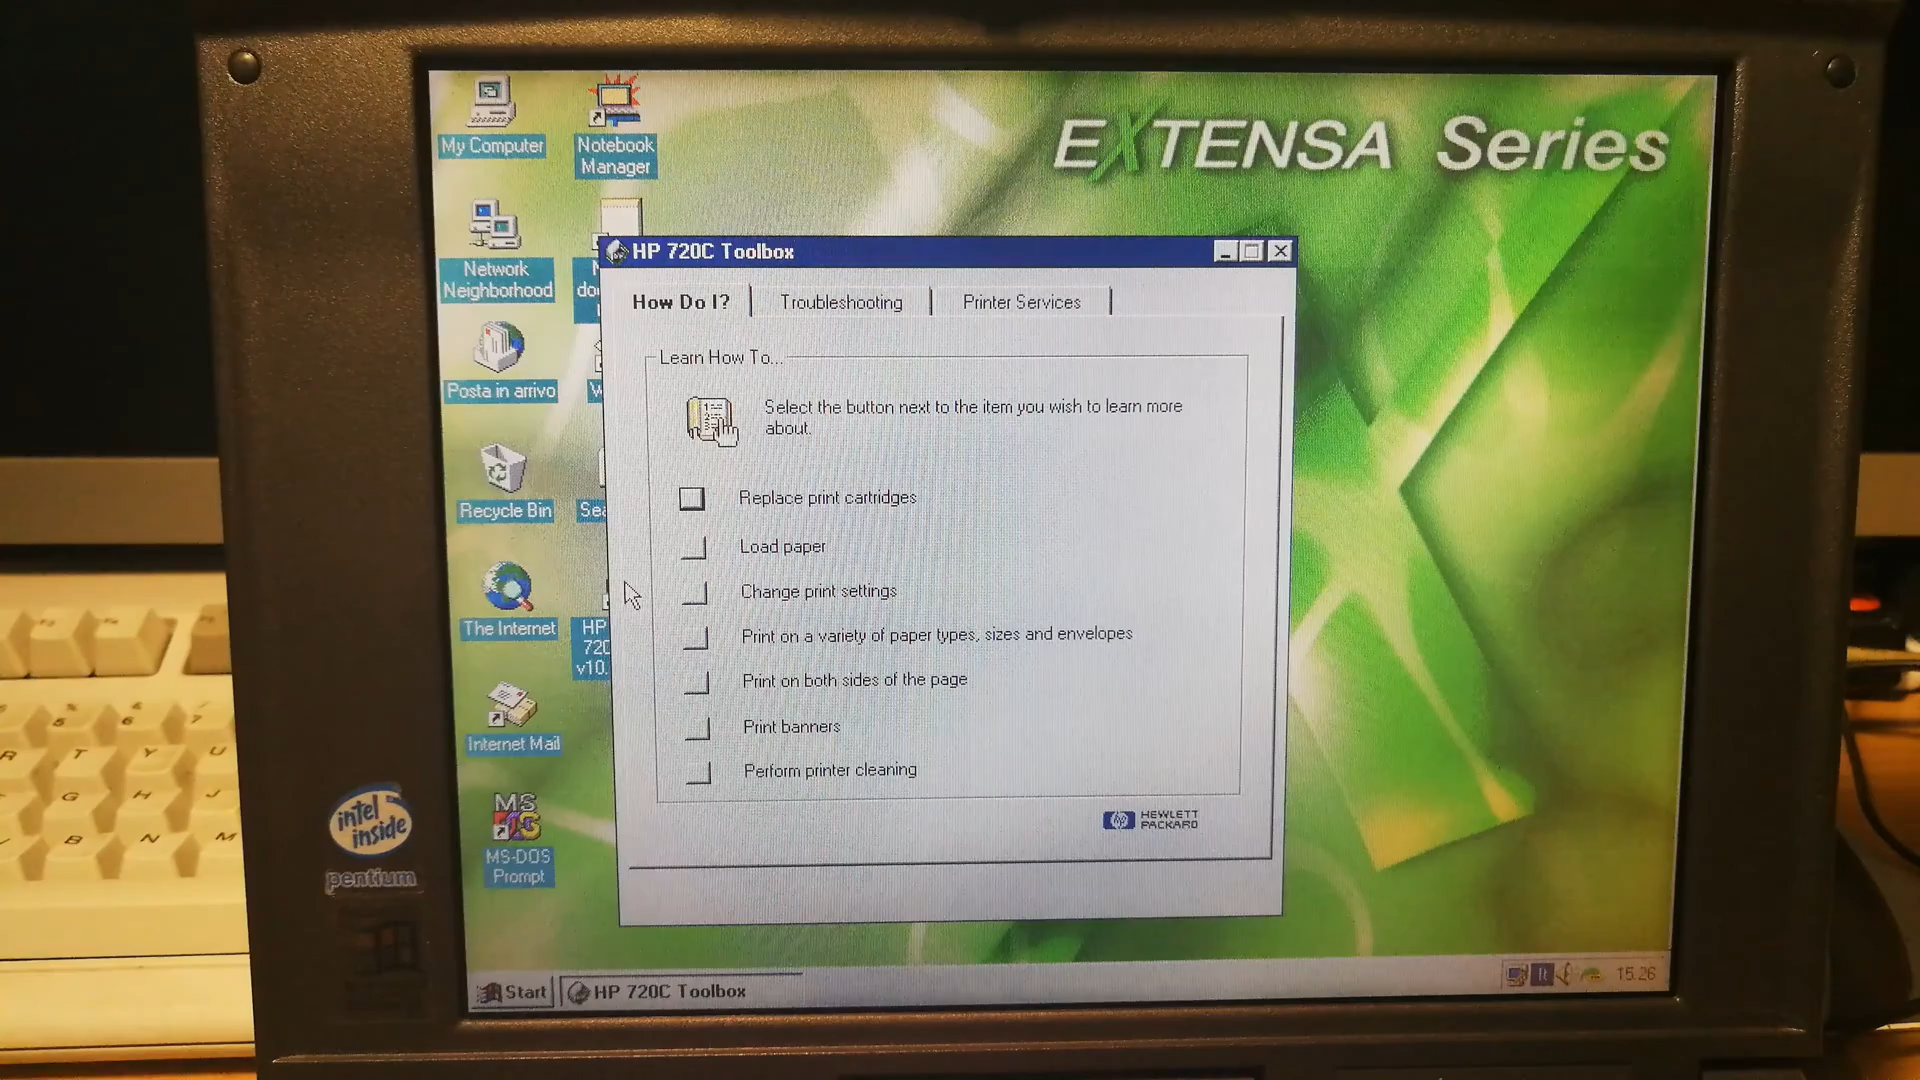 EXTENSA Series
My Computer
Notebook
Manager
Network
Neighborhood
Posta in arrivo
Recycle Bin
The Internet
HP
v10.
Internet Mail
MS-DOS
Prompt
HP 720C Toolbox
How Do I?
Troubleshooting
Printer Services
Learn How To...
Select the button next to the item you wish to learn more
about.
Replace print cartridges
Load paper
Change print settings
Print on a variety of paper types, sizes and envelopes
Print on both sides of the page
Print banners
Perform printer cleaning
hp HEWLETT
PACKARD
Start
HP 720C Toolbox
15.26
intel
inside
pentium
T Y U
G H J
B N M